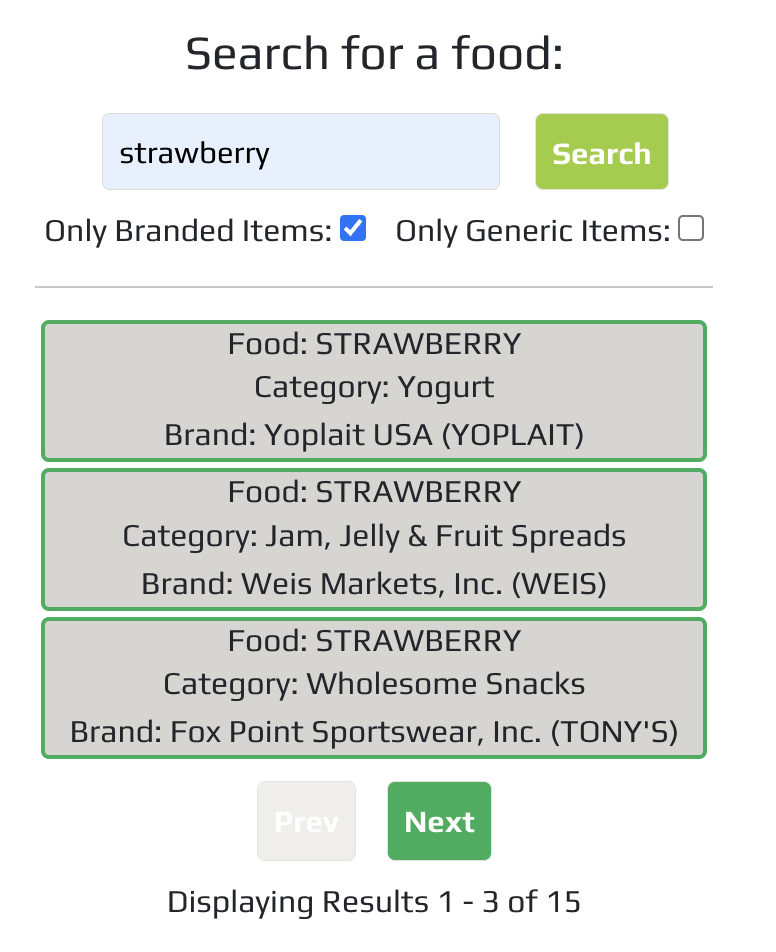 Search for a food:
strawberry
Search
Only Branded Items:
Only Generic Items:
Food: STRAWBERRY
Category: Yogurt
Brand: Yoplait USA (YOPLAIT)
Food: STRAWBERRY
Category: Jam, Jelly & Fruit Spreads
Brand: Weis Markets, Inc. (WEIS)
Food: STRAWBERRY
Category: Wholesome Snacks
Brand: Fox Point Sportswear, Inc. (TONY'S)
Prev
Next
Displaying Results 1 - 3 of 15